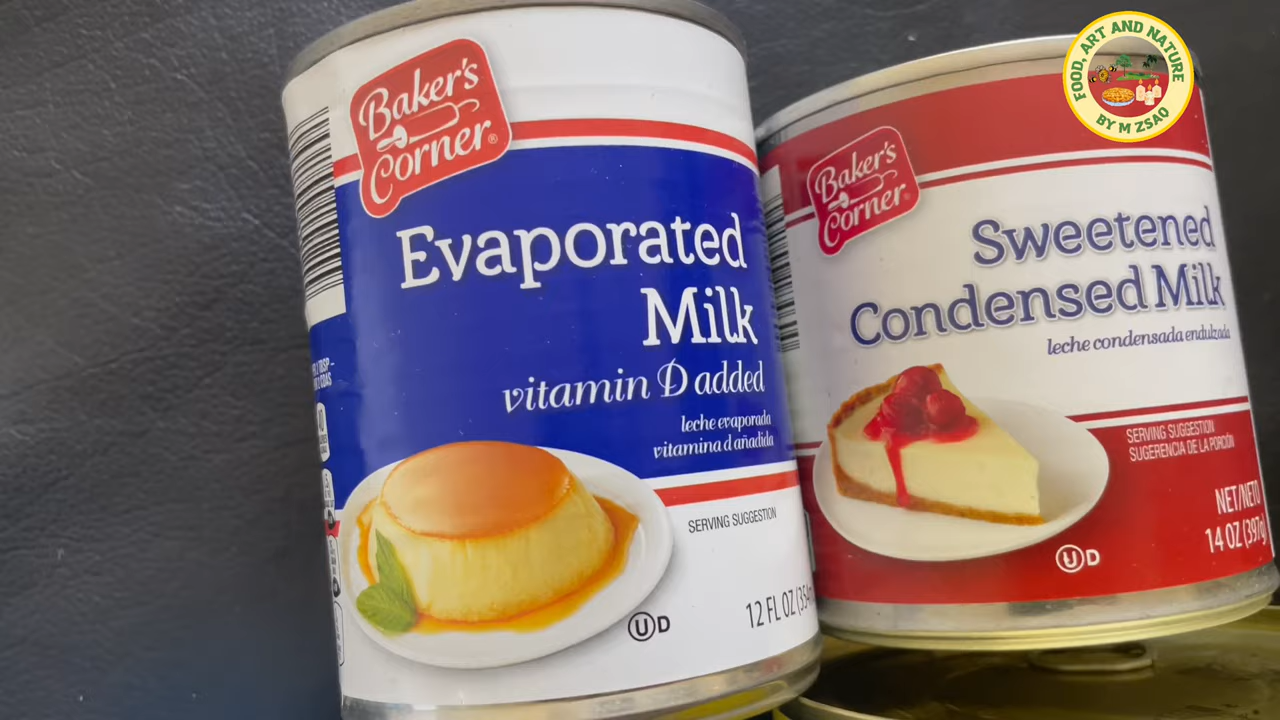 Baker's
Corner®
Evaporated
Milk
vitamin D added
leche evaporada
vitamina d añadida
SERVING SUGGESTION
UD
12 FL OZ
Baker's
Corner®
Sweetened
Condensed Milk
leche condensada endulzada
SERVING SUGGESTION
SUGERENCIA DE LA PORCIÓN
NET/NETO
14 OZ (397g)
UD
FOOD, ART AND NATURE
BY M ZSAO